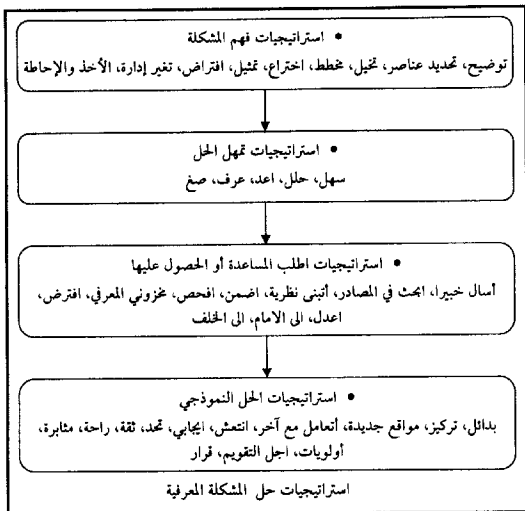 • استراتيجيات فهم المشكلة
توضيح، تحديد عناصر، تخيل، مخطط، اختراع، تمثيل، افتراض، تغير إدارة، الأخذ والإحاطة
• استراتيجيات تمهل الحل
سهل، حلل، اعد، عرف، صغ
• استراتيجيات اطلب المساعدة أو الحصول عليها
أسال خبيرا، ابحث في المصادر، أتبنى نظرية، اضمن، افحص، مخزوني المعرفي، افترض،
اعدل، الى الامام، الى الخلف
• استراتيجيات الحل النموذجي
بدائل، تركيز، مواقع جديدة، أتعامل مع آخر، انتعش، ايجابي، تحد، ثقة، راحة، مثابرة،
أولويات، اجل التقويم، قرار
استراتيجيات حل المشكلة المعرفية